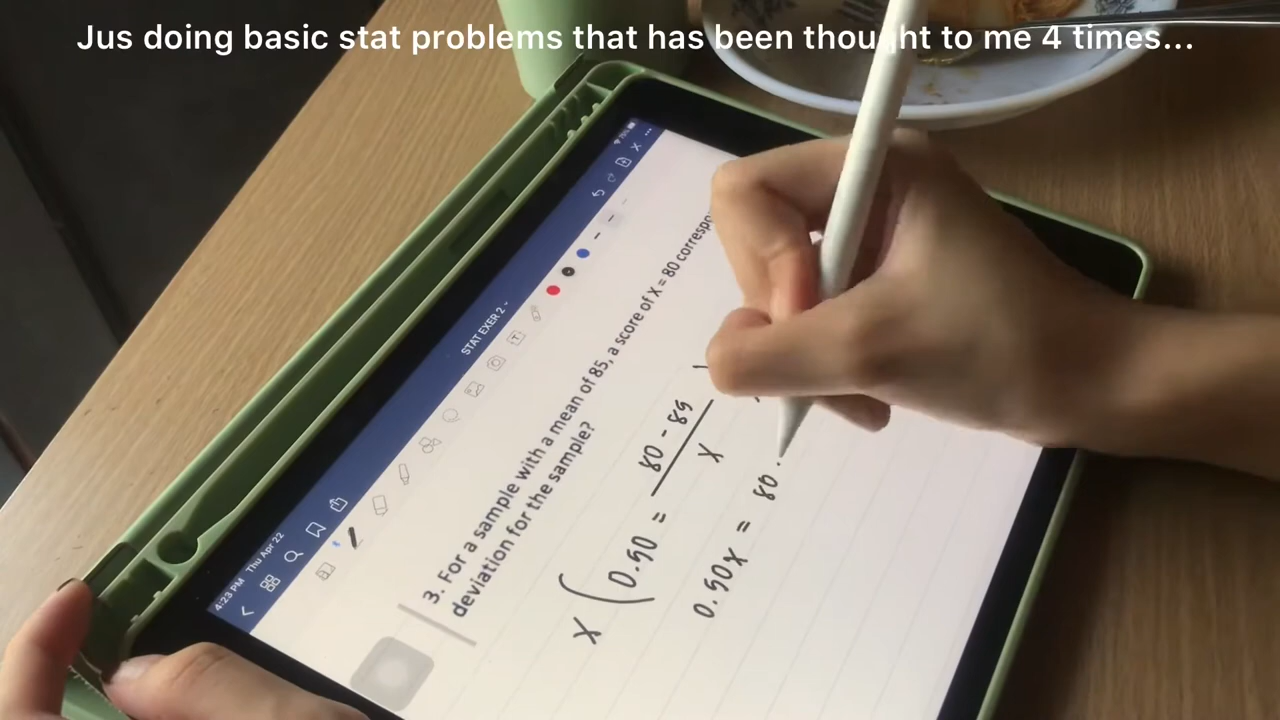 Jus doing basic stat problems that has been thought to me 4 times...
4:23 PM Thu Apr 22
STAT EXER 2
3. For a sample with a mean of 85, a score of X = 80 correspo
deviation for the sample?
x (0.50 = 80 - 85
x
0.50x = 80 .